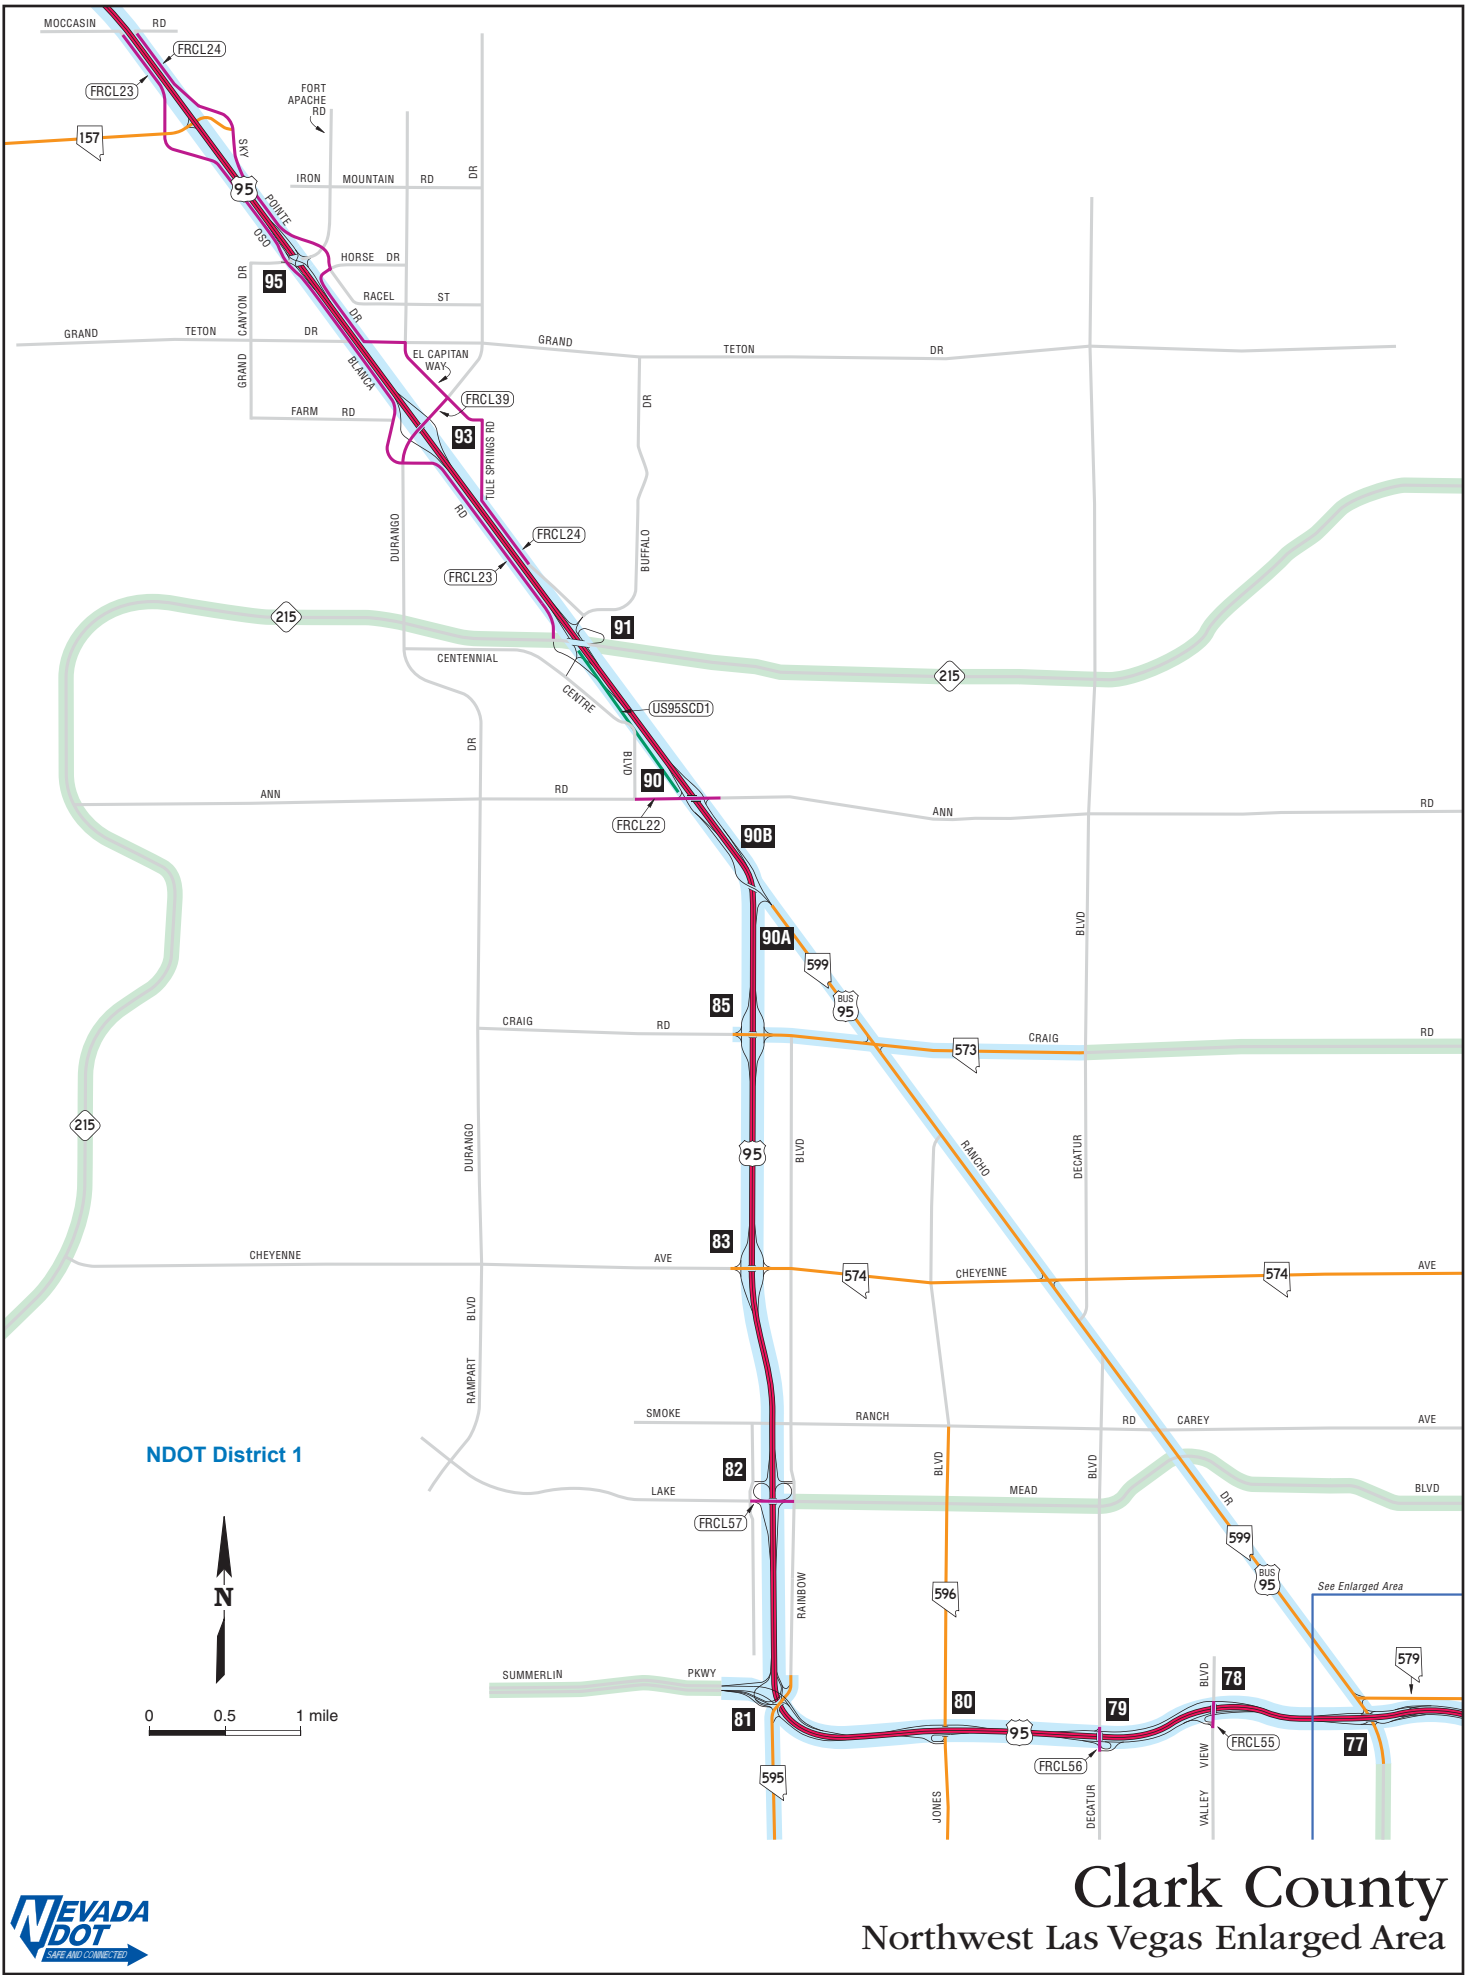 MOCCASIN RD
FRCL24
FRCL23
FORT
APACHE
RD
157
SKY
DR
IRON MOUNTAIN RD
95
POINTE
OSO
HORSE DR
DR
95
RACEL ST
CANYON
DR
GRAND TETON DR
GRAND TETON DR
GRAND
BLANCA
EL CAPITAN
WAY
FRCL39
DR
FARM RD
93
TULE SPRINGS RD
RD
DURANGO
FRCL24
BUFFALO
FRCL23
215
91
CENTENNIAL
215
CENTRE
US95SCD1
DR
BLVD
90
ANN RD
ANN RD
FRCL22
90B
BLVD
90A
599
BUS
95
85
CRAIG RD
CRAIG RD
573
215
DURANGO
95
BLVD
RANCHO
DECATUR
83
CHEYENNE AVE
574
CHEYENNE
574
AVE
BLVD
RAMPART
SMOKE RANCH RD
CAREY AVE
NDOT District 1
82
BLVD
BLVD
LAKE MEAD BLVD
DR
FRCL57
599
BUS
95
N
RAINBOW
596
See Enlarged Area
579
SUMMERLIN PKWY
BLVD
78
0 0.5 1 mile
81
80
79
95
FRCL55
77
FRCL56
VIEW
595
JONES
DECATUR
VALLEY
Clark County
Northwest Las Vegas Enlarged Area
NEVADA
DOT
SAFE AND CONNECTED